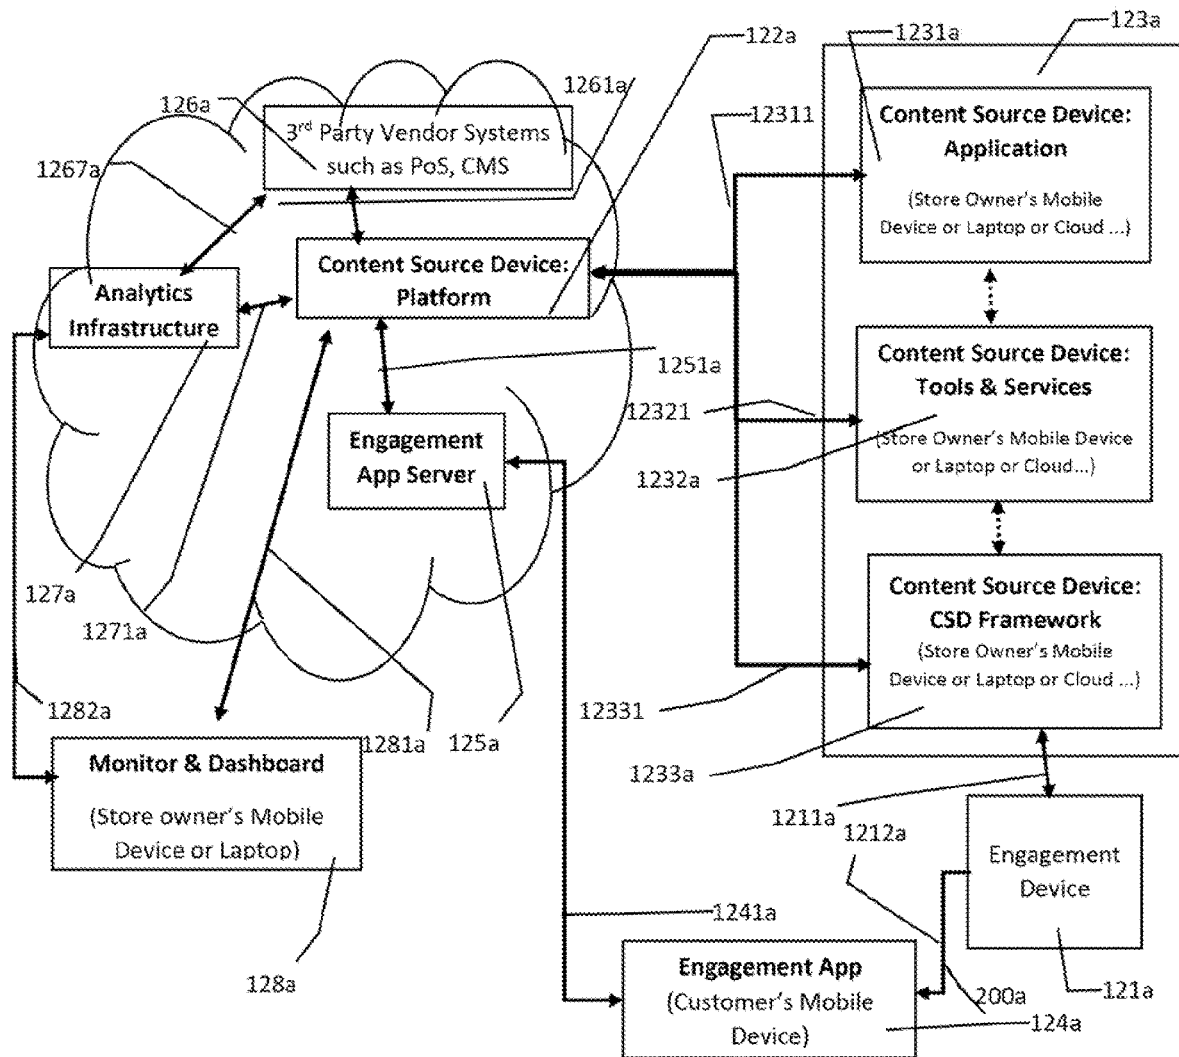 123a
122a
1231a
1261a
126a
3rd Party Vendor Systems
such as PoS, CMS
12311
Content Source Device:
Application
(Store Owner's Mobile
Device or Laptop or Cloud ...)
1267a
Content Source Device:
Platform
Analytics
Infrastructure
Content Source Device:
Tools & Services
(Store Owner's Mobile Device
or Laptop or Cloud...)
1251a
12321
1232a
Engagement
App Server
127a
1271a
Content Source Device:
CSD Framework
(Store Owner's Mobile
Device or Laptop or Cloud ...)
1282a
1281a
125a
12331
1233a
Monitor & Dashboard
(Store owner's Mobile
Device or Laptop)
1211a
1212a
Engagement
Device
1241a
128a
Engagement App
(Customer's Mobile
Device)
200a
121a
124a